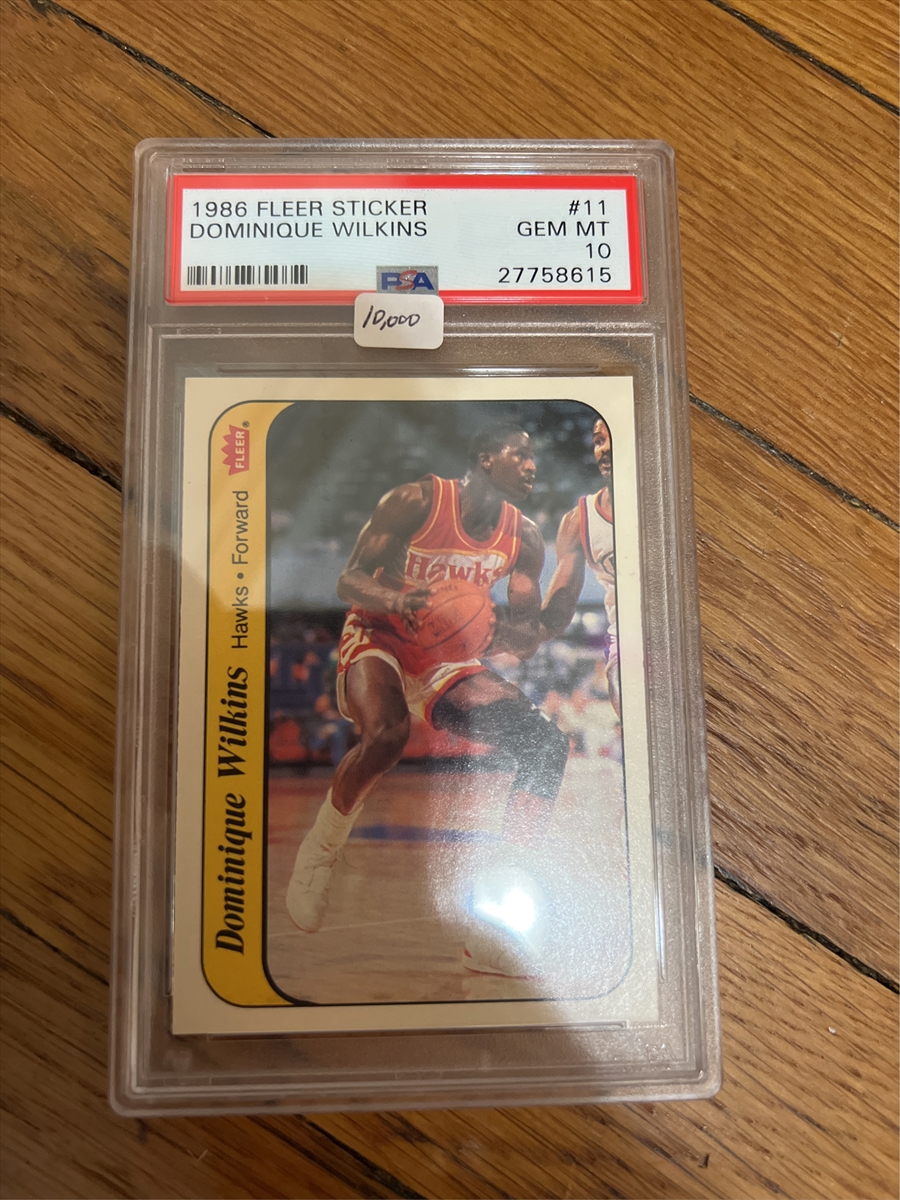 1986 FLEER STICKER #11
DOMINIQUE WILKINS GEM MT
10
27758615
PSA
10,000
FLEER®
Hawks • Forward
Dominique Wilkins
Hawks